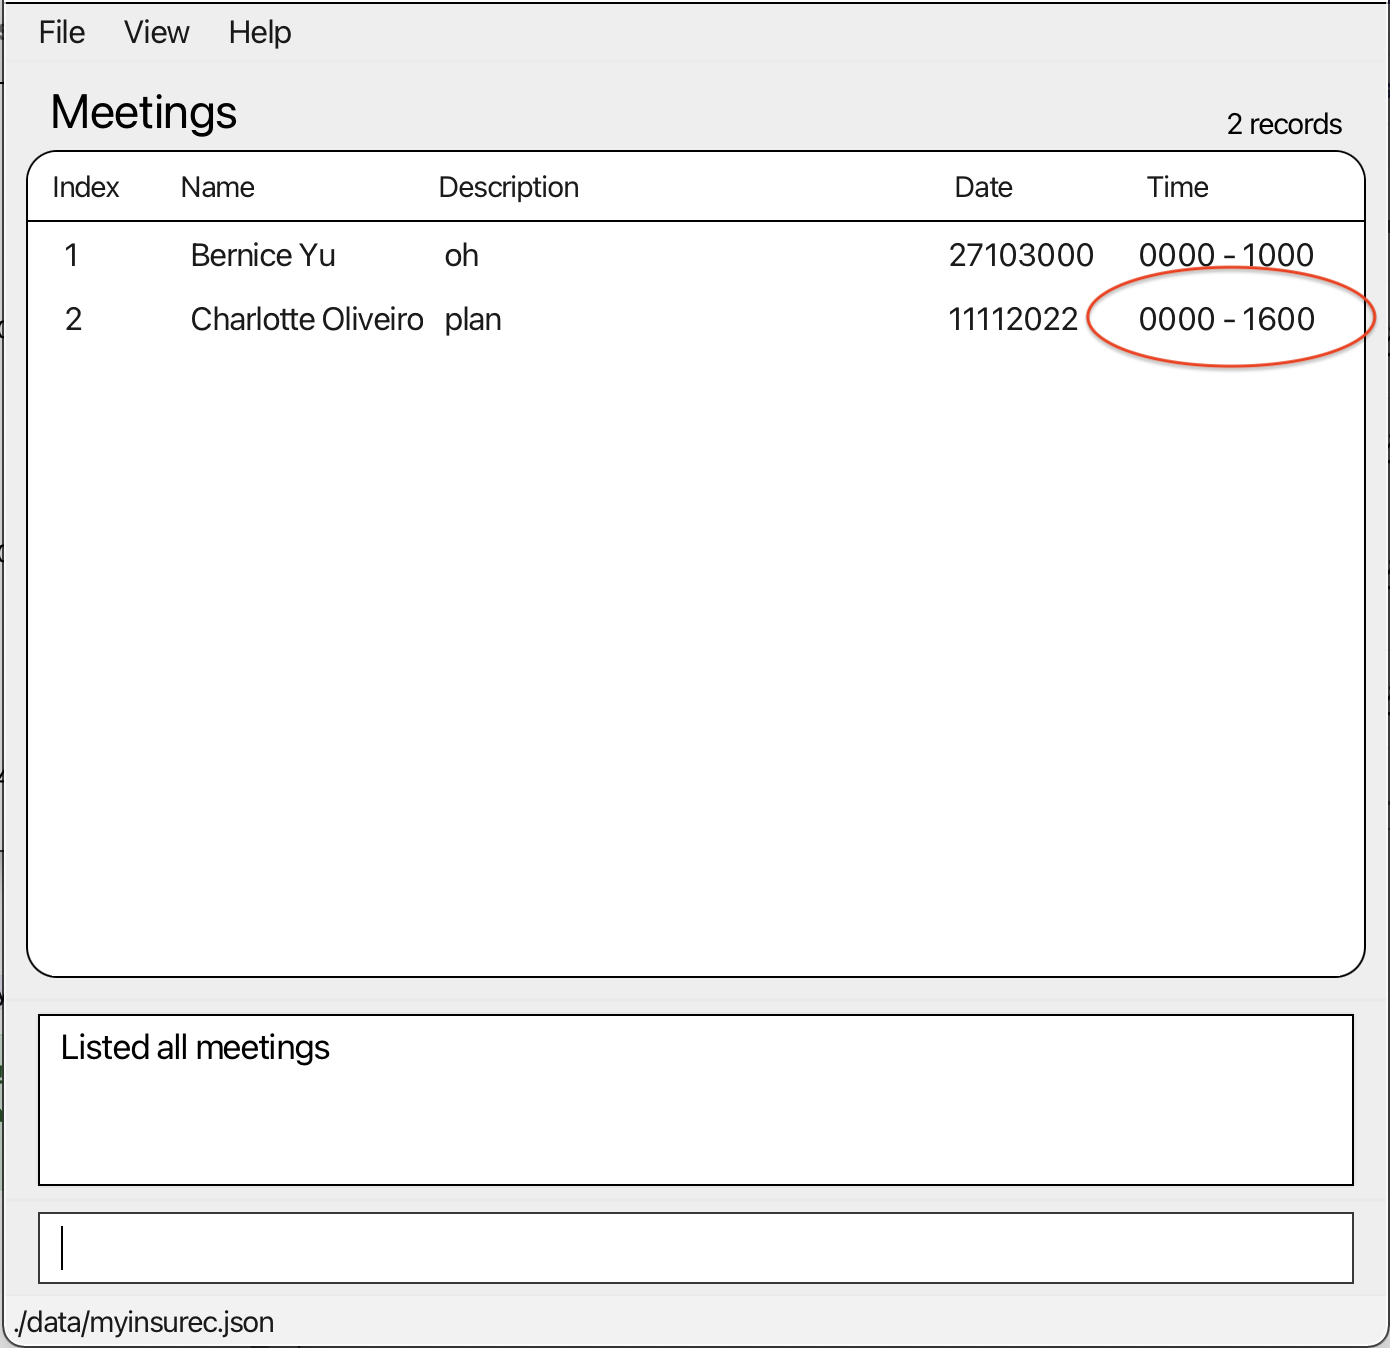 File View Help
Meetings
2 records
Index Name Description Date Time
1 Bernice Yu oh 27103000 0000 - 1000
2 Charlotte Oliveiro plan 11112022 0000 - 1600
Listed all meetings
./data/myinsurec.json